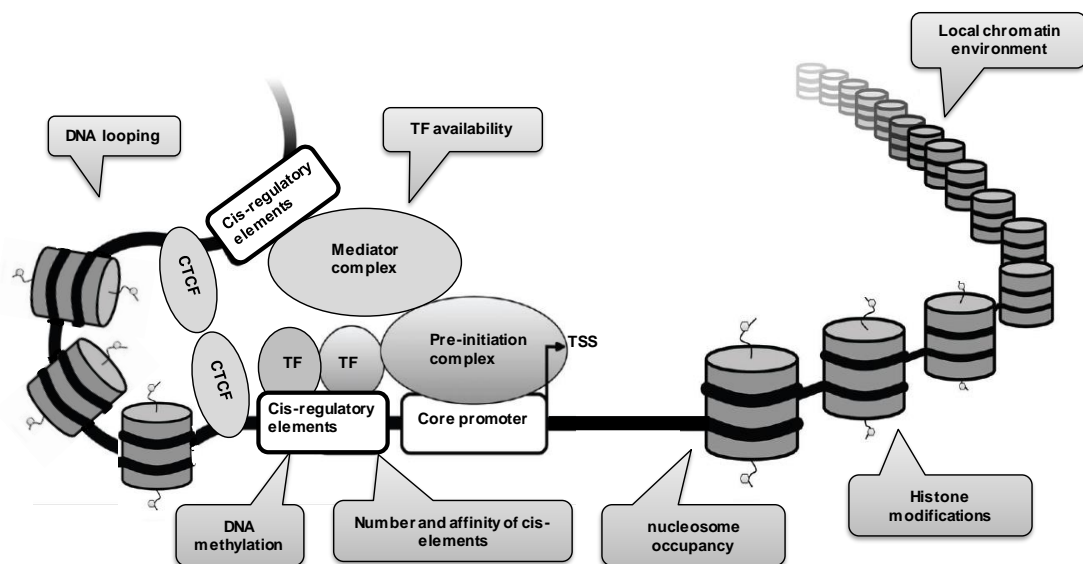 Local chromatin
environment
DNA looping
TF availability
Cis-regulatory
elements
Mediator
complex
CTCF
CTCF
TF
TF
Pre-initiation
complex
TSS
Cis-regulatory
elements
Core promoter
DNA
methylation
Number and affinity of cis-
elements
nucleosome
occupancy
Histone
modifications